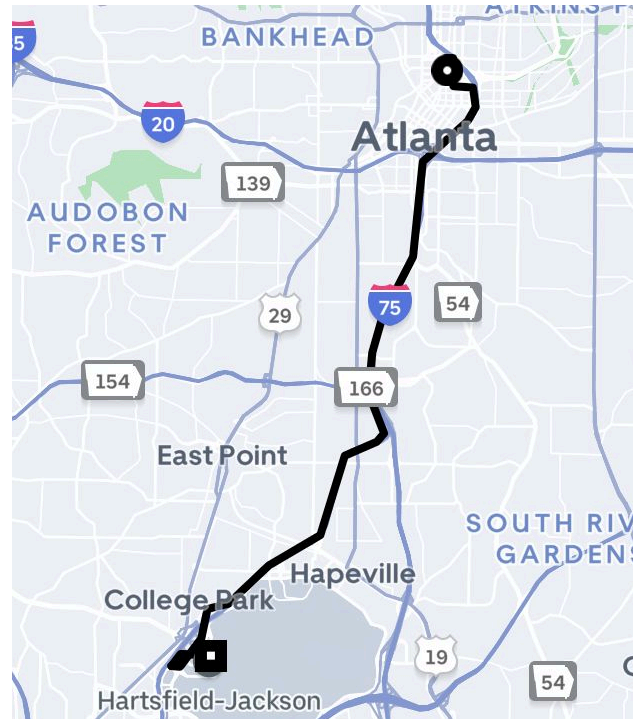 BANKHEAD
20
Atlanta
139
AUDOBON
FOREST
75
54
29
154
166
East Point
SOUTH RIV
GARDENS
Hapeville
College Park
19
54
Hartsfield-Jackson